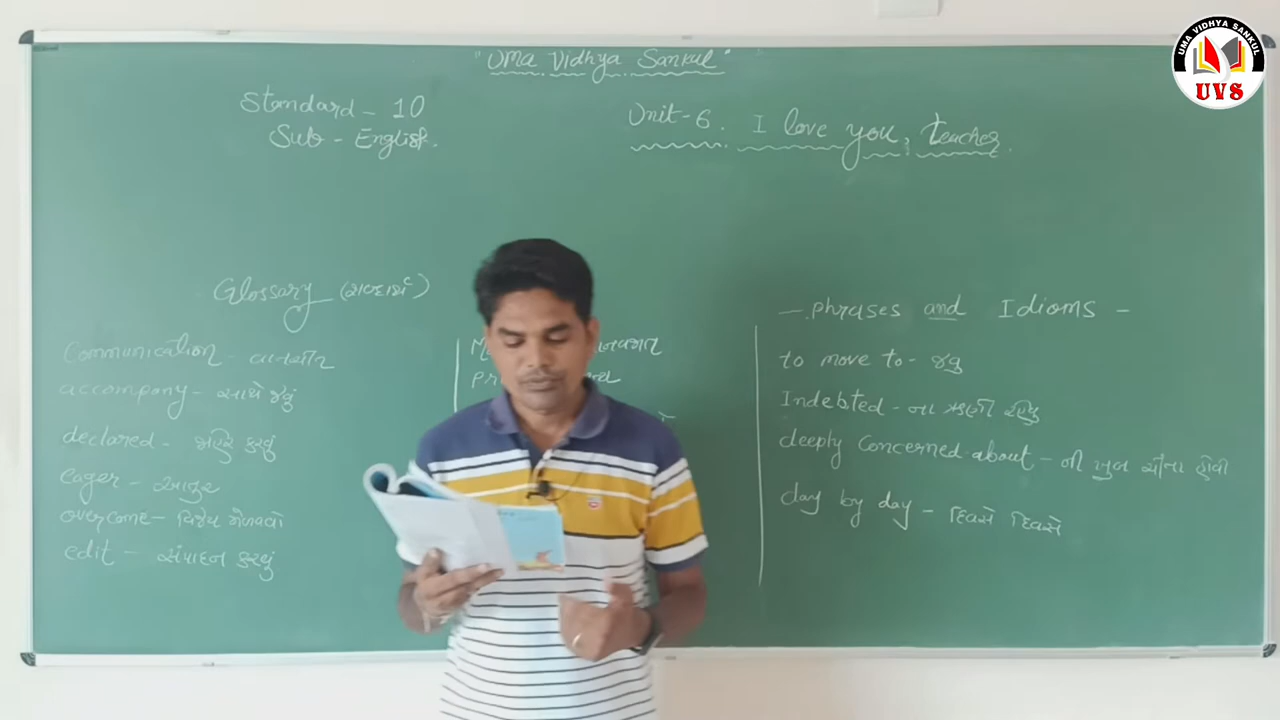 "Uma Vidhya Sankul"
Standard - 10
Sub - English.
Unit-6. I love you, teacher.
Glossary (શબ્દાર્થ)
Communication - વાતચીત
accompany - સાથે જવું
declared - જાહેર કરવું
eager - આતુર
overcome - વિજય મેળવવો
edit - સંપાદન કરવું
- phrases and Idioms -
to move to - જવુ
Indebted - ના ઋણી રહેવુ
deeply Concerned about - ની ખુબ ચીંતા હોવી
day by day - દિવસે દિવસે
UMA VIDHYA SANKUL
UVS